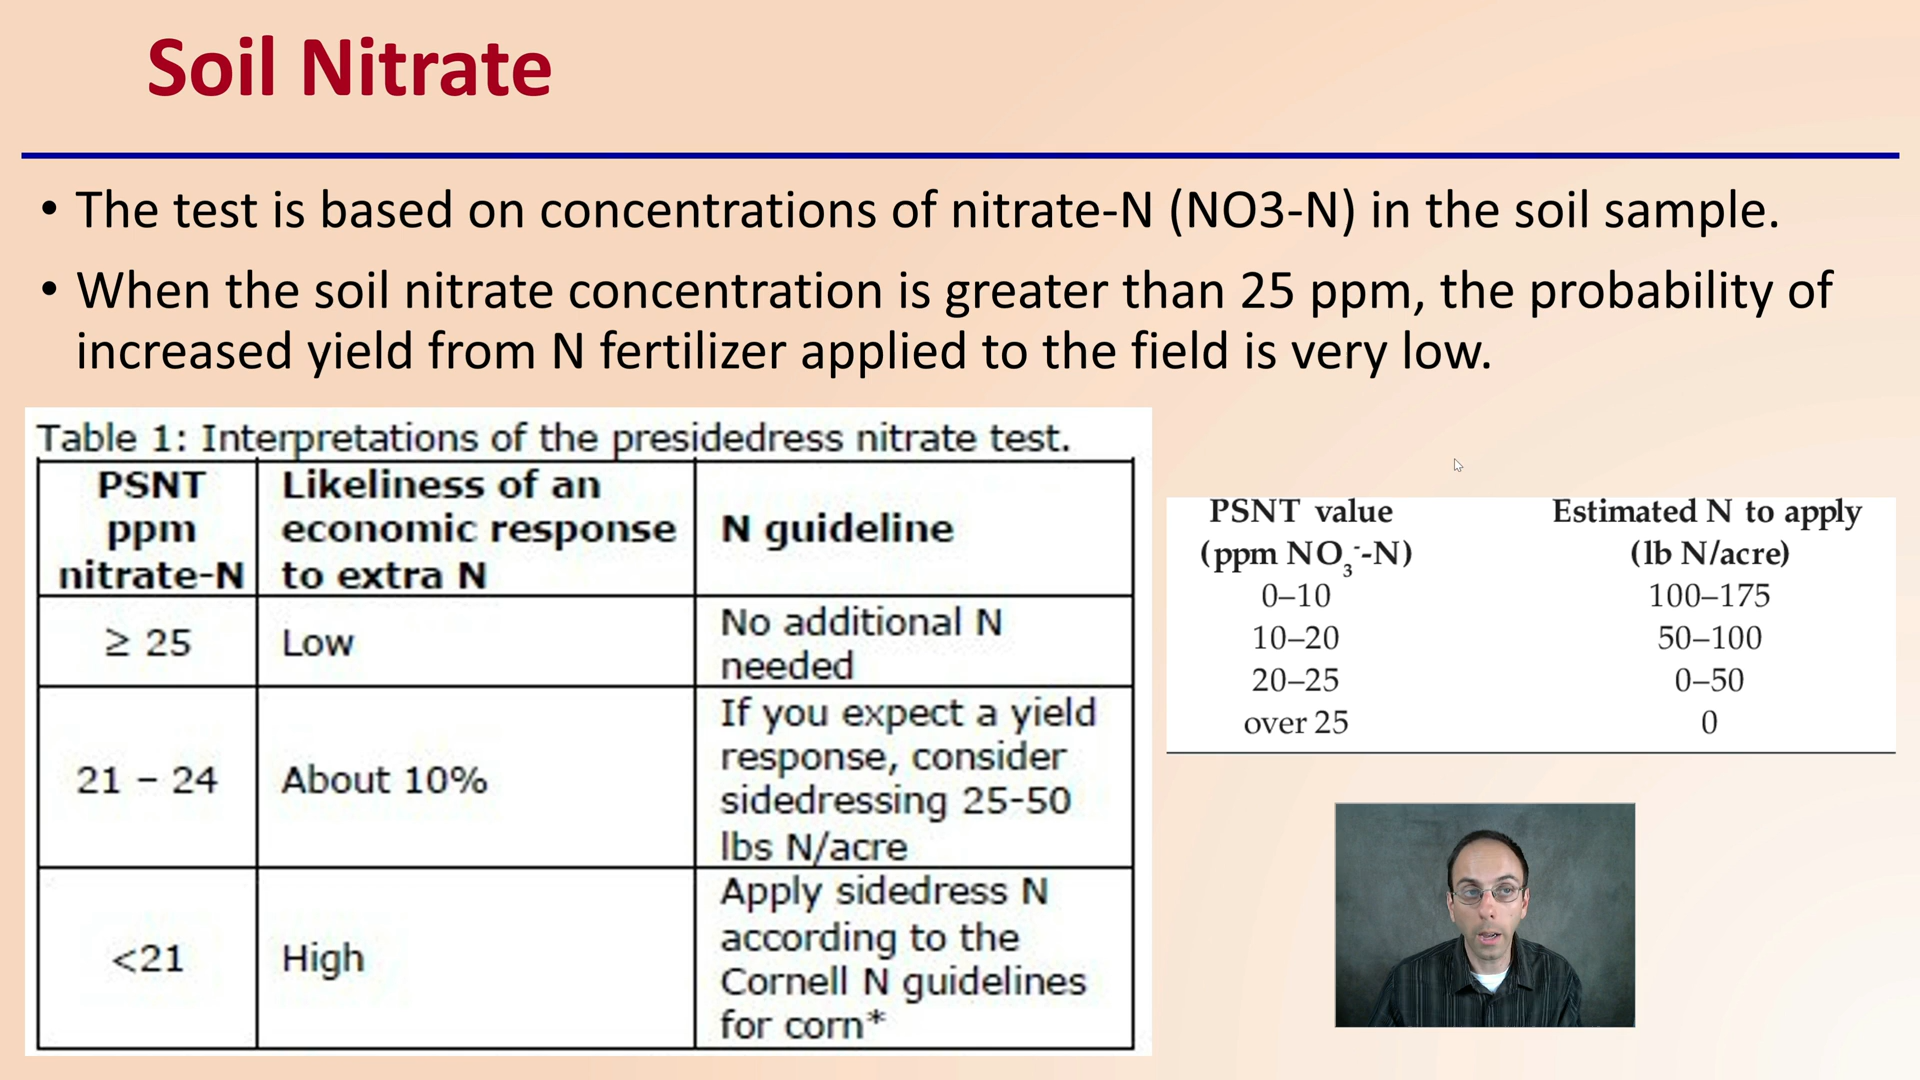 Soil Nitrate
• The test is based on concentrations of nitrate-N (NO3-N) in the soil sample.
• When the soil nitrate concentration is greater than 25 ppm, the probability of
increased yield from N fertilizer applied to the field is very low.
Table 1: Interpretations of the presidedress nitrate test.
PSNT
ppm
nitrate-N
Likeliness of an
economic response
to extra N
N guideline
≥ 25
Low
No additional N
needed
21 – 24
About 10%
If you expect a yield
response, consider
sidedressing 25-50
lbs N/acre
<21
High
Apply sidedress N
according to the
Cornell N guidelines
for corn*
PSNT value
(ppm NO₃⁻-N)
Estimated N to apply
(lb N/acre)
0–10
100–175
10–20
50–100
20–25
0–50
over 25
0